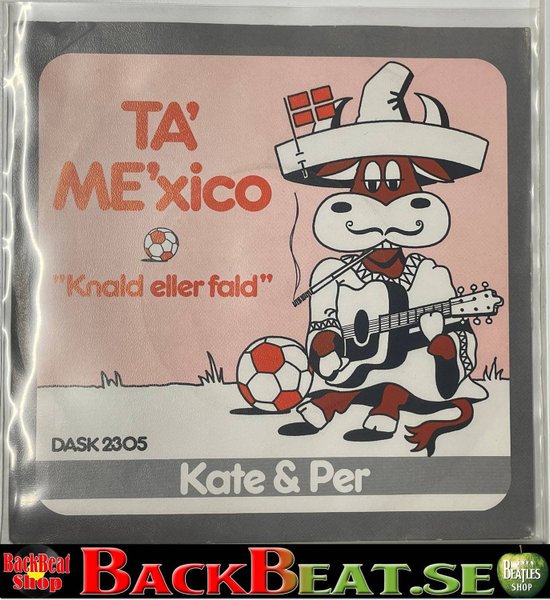 TA'
ME'xico
"Knald eller fald"
DASK 2305
Kate & Per
BackBeat
Shop
BACKBEAT.SE
BEATLES
SHOP